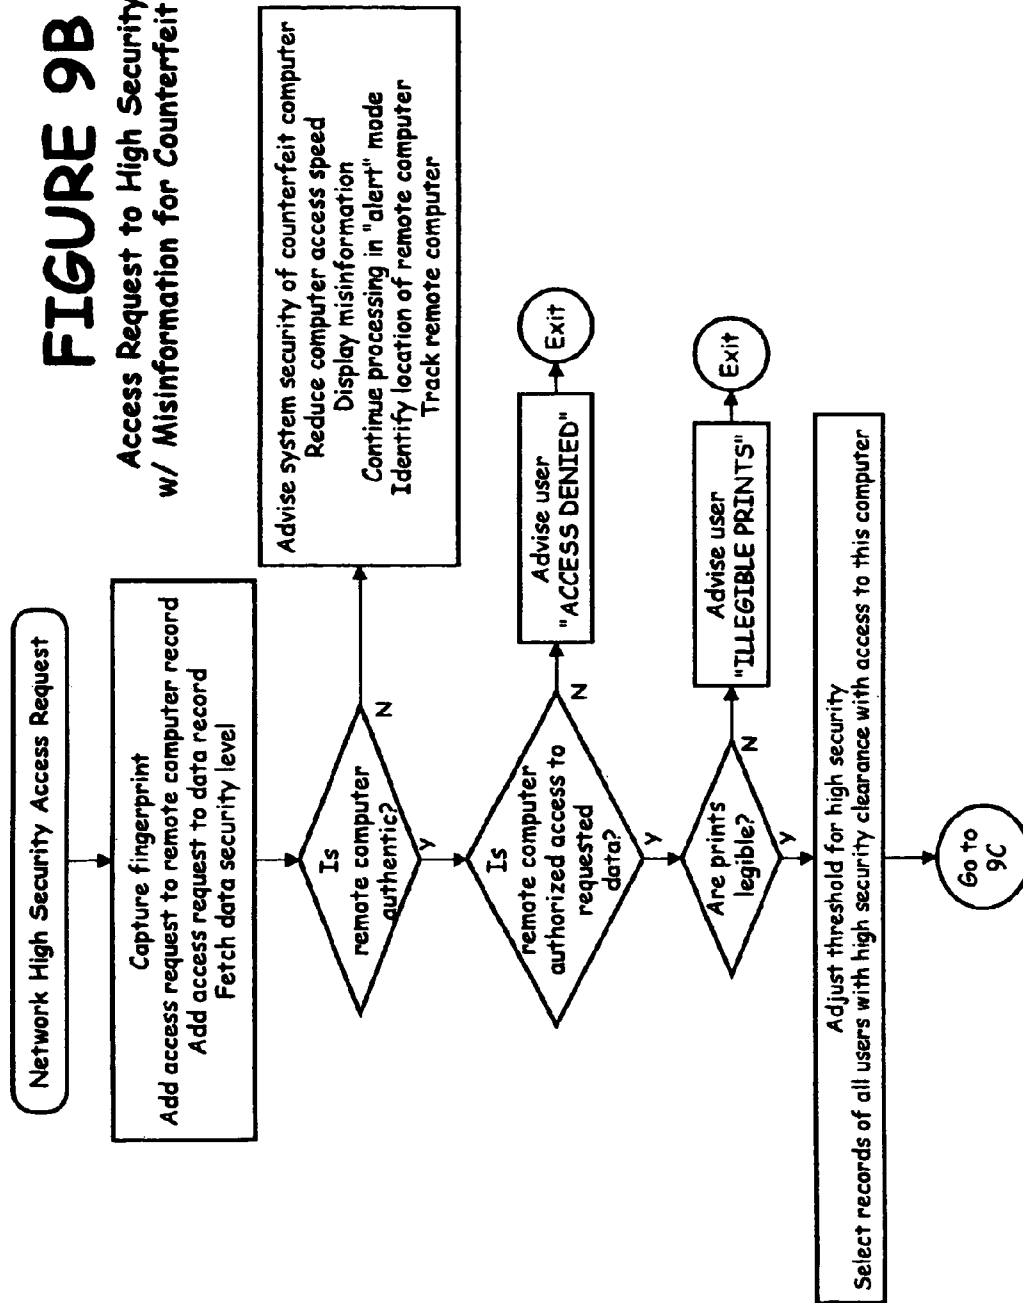 FIGURE 9B
Access Request to High Security
w/ Misinformation for Counterfeit
Network High Security Access Request
Capture fingerprint
Add access request to remote computer record
Add access request to data record
Fetch data security level
Is
remote computer
authentic?
N
Y
Advise system security of counterfeit computer
Reduce computer access speed
Display misinformation
Continue processing in "alert" mode
Identify location of remote computer
Track remote computer
Is
remote computer
authorized access to
requested
data?
N
Y
Advise user
"ACCESS DENIED"
Exit
Are prints
legible?
N
Y
Advise user
"ILLEGIBLE PRINTS"
Exit
Adjust threshold for high security
Select records of all users with high security clearance with access to this computer
Go to
9C